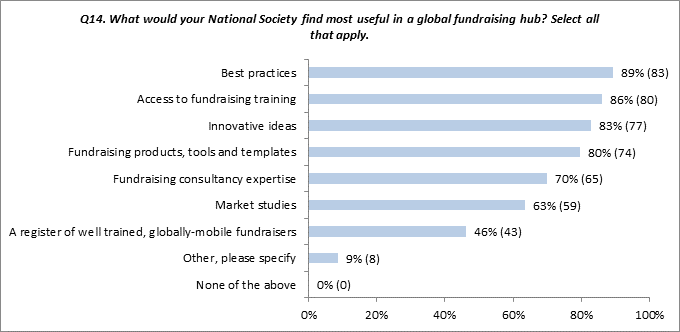 Q14. What would your National Society find most useful in a global fundraising hub? Select all
that apply.
Best practices 89% (83)
Access to fundraising training 86% (80)
Innovative ideas 83% (77)
Fundraising products, tools and templates 80% (74)
Fundraising consultancy expertise 70% (65)
Market studies 63% (59)
A register of well trained, globally-mobile fundraisers 46% (43)
Other, please specify 9% (8)
None of the above 0% (0)
0% 20% 40% 60% 80% 100%